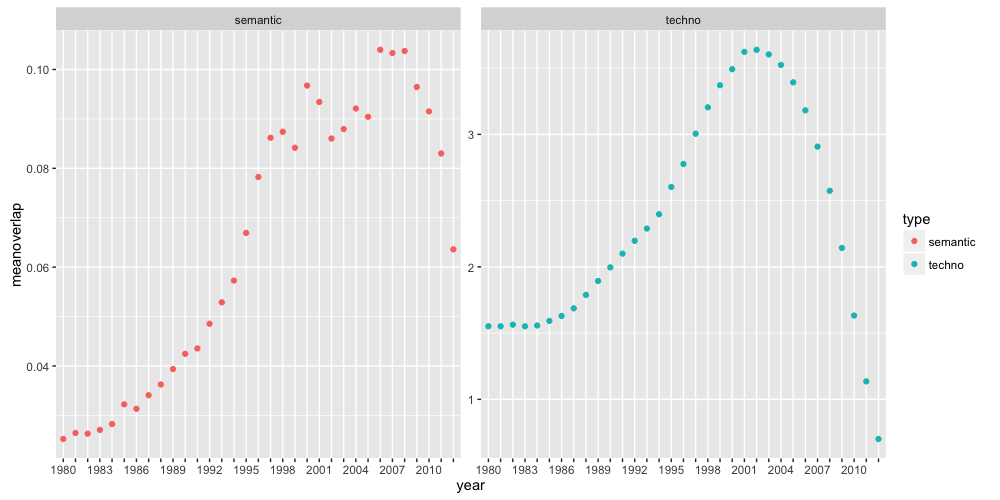 semantic
techno
meanoverlap
0.10
0.08
0.06
0.04
3
2
1
1980 1983 1986 1989 1992 1995 1998 2001 2004 2007 2010
1980 1983 1986 1989 1992 1995 1998 2001 2004 2007 2010
year
type
semantic
techno